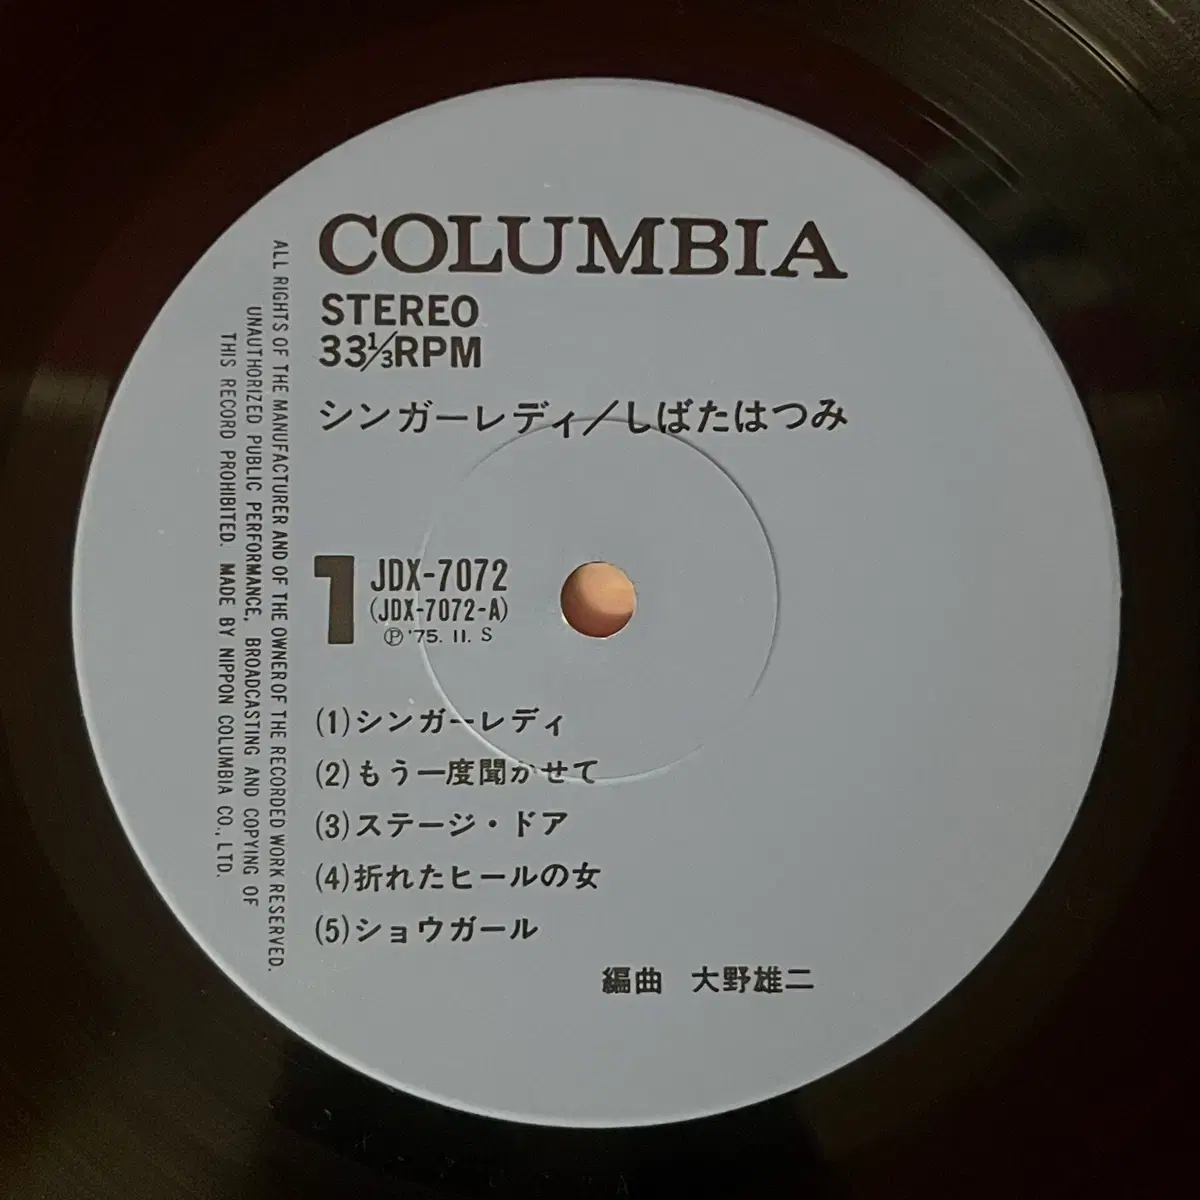 COLUMBIA
STEREO
33⅓RPM
シンガーレディ/しばたはつみ
1
JDX-7072
(JDX-7072-A)
Ⓟ '75. 11. S
(1)シンガーレディ
(2)もう一度聞かせて
(3)ステージ・ドア
(4)折れたヒールの女
(5)ショウガール
編曲 大野雄二
ALL RIGHTS OF THE MANUFACTURER AND OF THE OWNER OF THE RECORDED WORK RESERVED.
UNAUTHORIZED PUBLIC PERFORMANCE, BROADCASTING AND COPYING OF
THIS RECORD PROHIBITED. MADE BY NIPPON COLUMBIA CO., LTD.